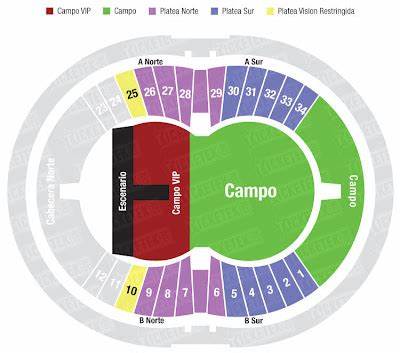 Campo VIP Campo Platea Norte Platea Sur Platea Vision Restringida
A Norte A Sur
23 24 25 26 27 28 29 30 31 32 33 34
Cabecera Norte
Escenario
Campo VIP
Campo
Campo
12 11 10 9 8 7 6 5 4 3 2 1
B Norte B Sur